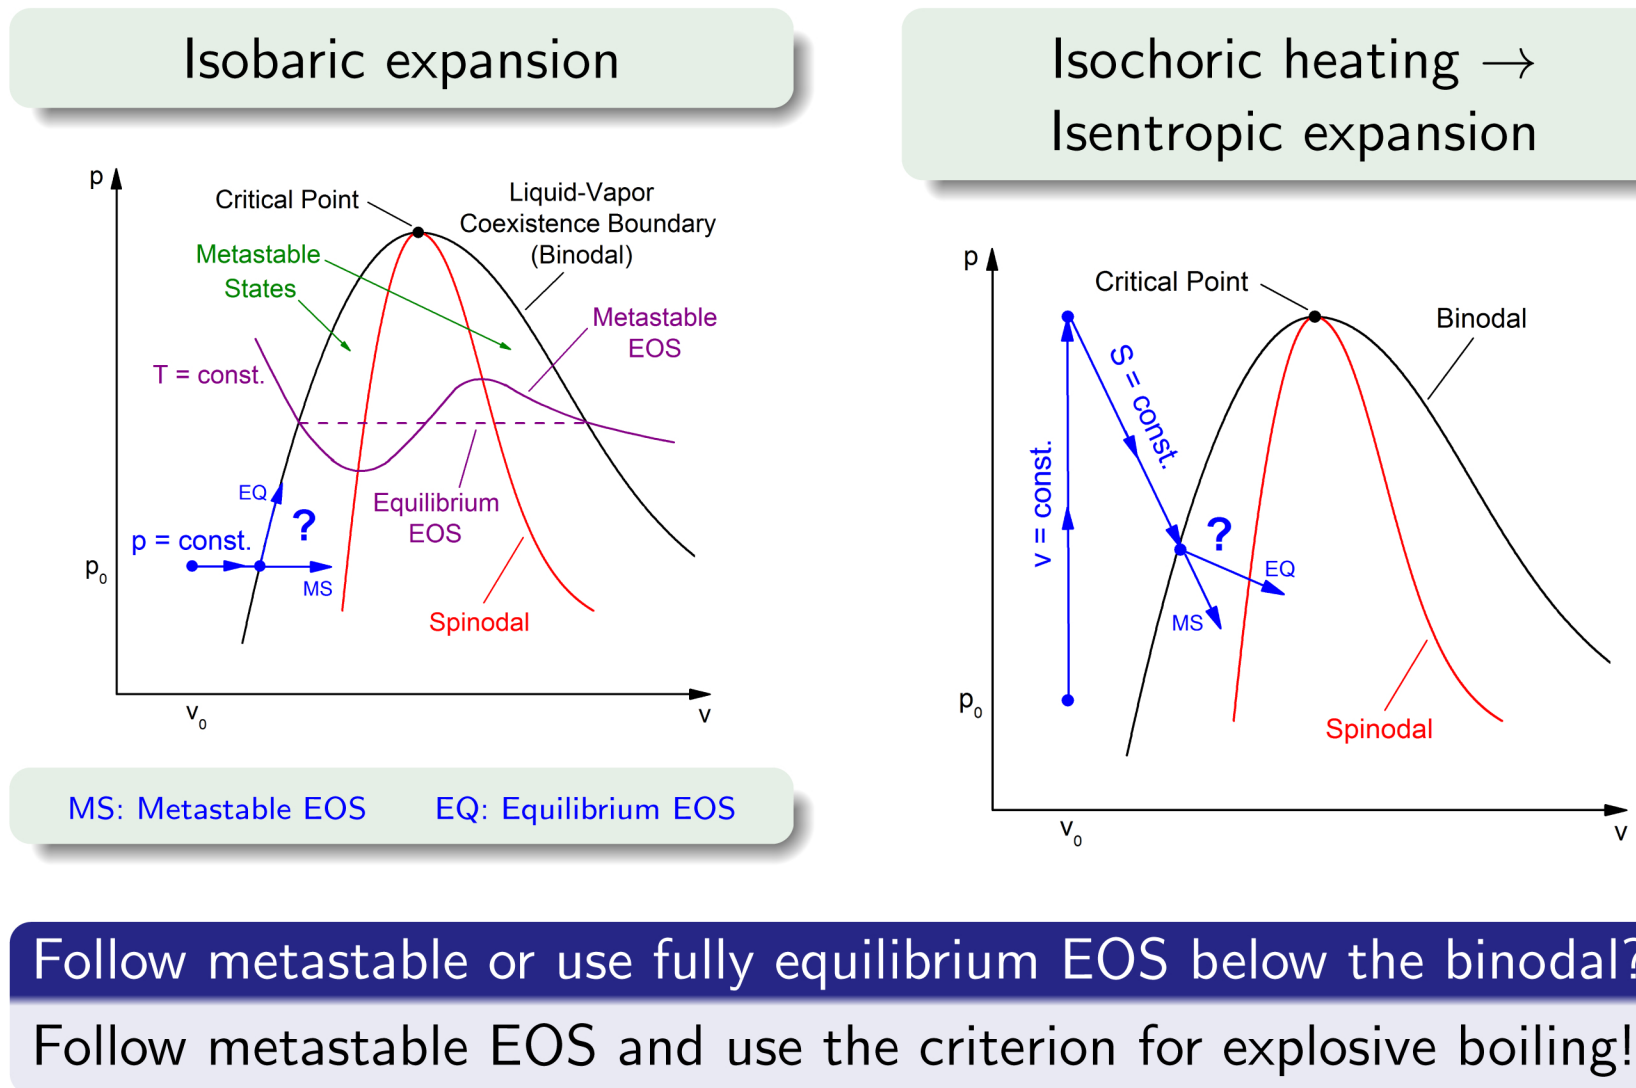 Isobaric expansion
p
Critical Point
Liquid-Vapor
Coexistence Boundary
(Binodal)
Metastable
States
Metastable
EOS
T = const.
EQ
?
Equilibrium
EOS
p = const.
p₀
MS
Spinodal
v₀
v
MS: Metastable EOS EQ: Equilibrium EOS
Isochoric heating →
Isentropic expansion
p
Critical Point
Binodal
S = const.
v = const.
?
EQ
MS
p₀
Spinodal
v₀
v
Follow metastable or use fully equilibrium EOS below the binodal?
Follow metastable EOS and use the criterion for explosive boiling!